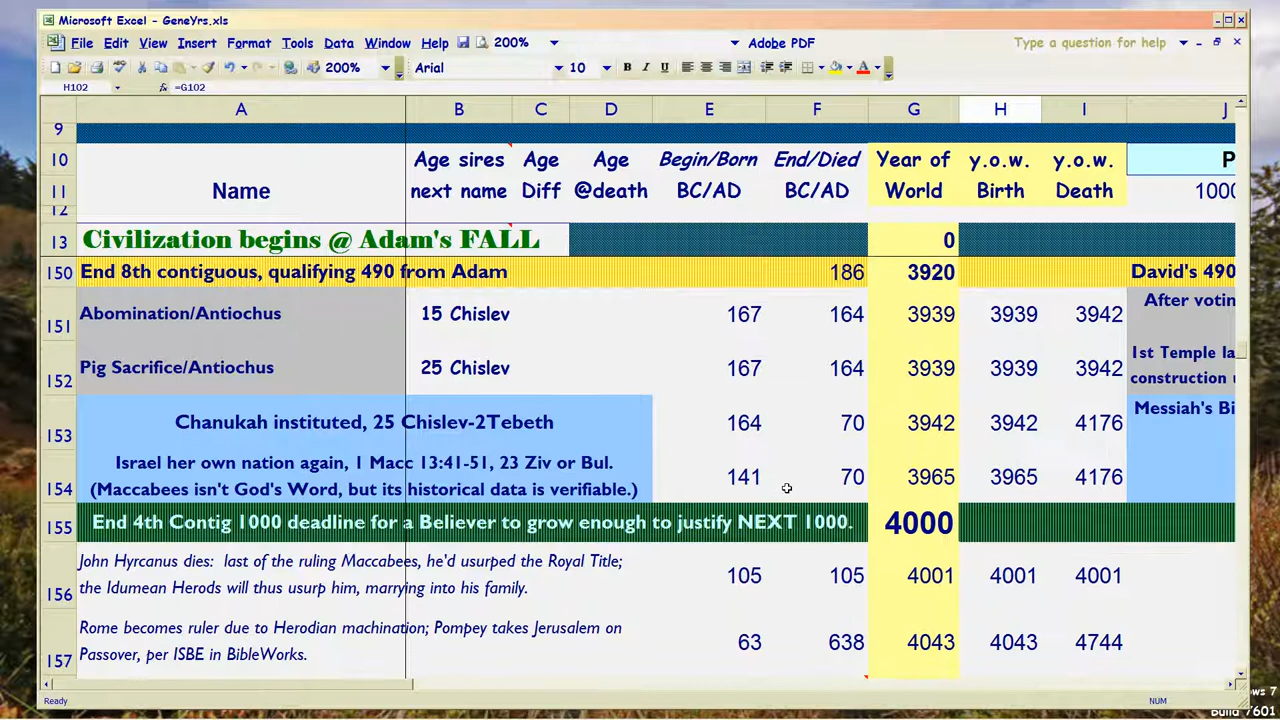 Microsoft Excel - GeneYrs.xls
File Edit View Insert Format Tools Data Window Help 200% Adobe PDF Type a question for help
200% Arial 10 B I U
H102 fx =G102
A B C D E F G H I J
9
10 Age sires Age Age Begin/Born End/Died Year of y.o.w. y.o.w. P
11 Name next name Diff @death BC/AD BC/AD World Birth Death 1000
12
13 Civilization begins @ Adam's FALL 0
150 End 8th contiguous, qualifying 490 from Adam 186 3920 David's 490
After votin
151 Abomination/Antiochus 15 Chislev 167 164 3939 3939 3942
1st Temple la
152 Pig Sacrifice/Antiochus 25 Chislev 167 164 3939 3939 3942
construction
Messiah's Bi
153 Chanukah instituted, 25 Chislev-2Tebeth 164 70 3942 3942 4176
Israel her own nation again, 1 Macc 13:41-51, 23 Ziv or Bul.
154 (Maccabees isn't God's Word, but its historical data is verifiable.) 141 70 3965 3965 4176
155 End 4th Contig 1000 deadline for a Believer to grow enough to justify NEXT 1000. 4000
John Hyrcanus dies: last of the ruling Maccabees, he'd usurped the Royal Title;
156 the Idumean Herods will thus usurp him, marrying into his family. 105 105 4001 4001 4001
Rome becomes ruler due to Herodian machination; Pompey takes Jerusalem on
157 Passover, per ISBE in BibleWorks. 63 638 4043 4043 4744
Ready NUM
ws 7
Build 7601